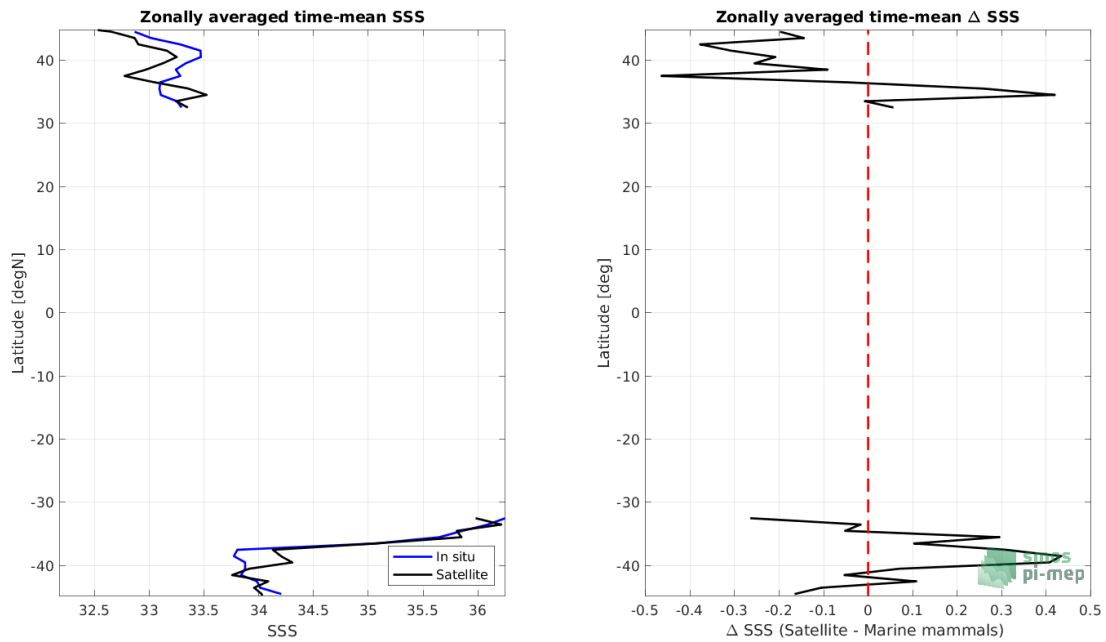 Zonally averaged time-mean SSS
40
30
20
10
0
-10
-20
-30
-40
Latitude [degN]
32.5 33 33.5 34 34.5 35 35.5 36
SSS
In situ
Satellite
Zonally averaged time-mean Δ SSS
40
30
20
10
0
-10
-20
-30
-40
Latitude [deg]
-0.5 -0.4 -0.3 -0.2 -0.1 0 0.1 0.2 0.3 0.4 0.5
Δ SSS (Satellite - Marine mammals)
smos
pi-mep